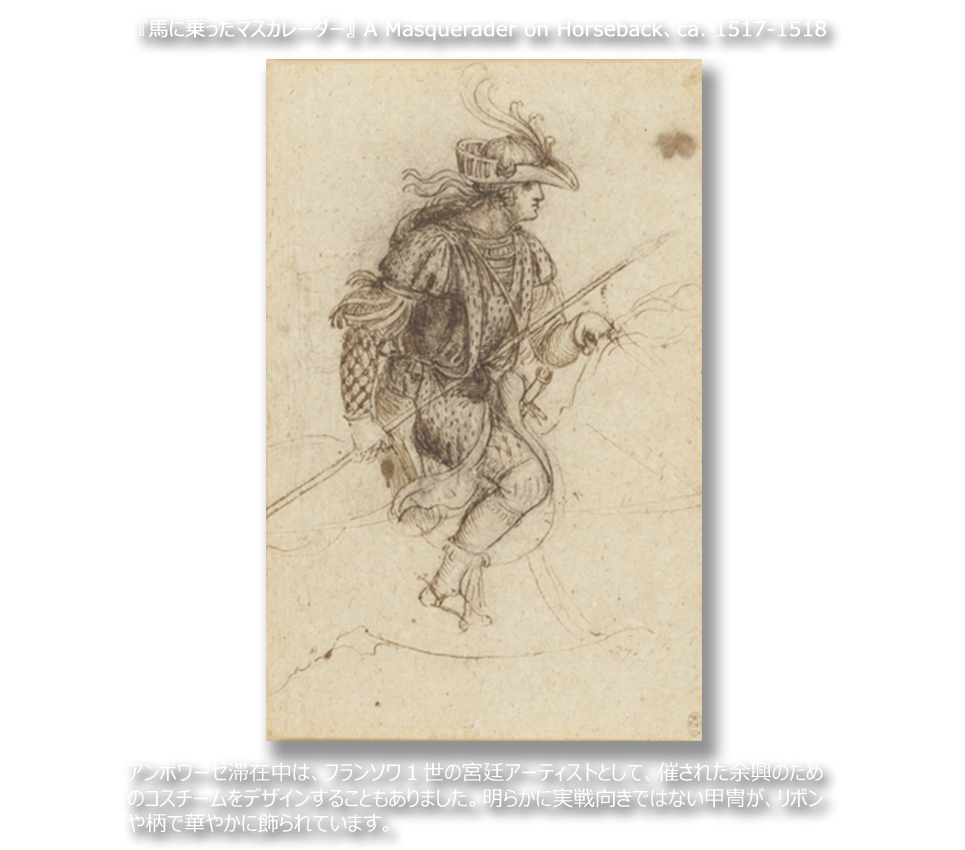 『馬に乗ったマスカレーダー』 A Masquerader on Horseback、ca. 1517-1518
アンボワーゼ滞在中は、フランソワ１世の宮廷アーティストとして、催された余興のため
のコスチームをデザインすることもありました。明らかに実戦向きではない甲冑が、リボン
や柄で華やかに飾られています。